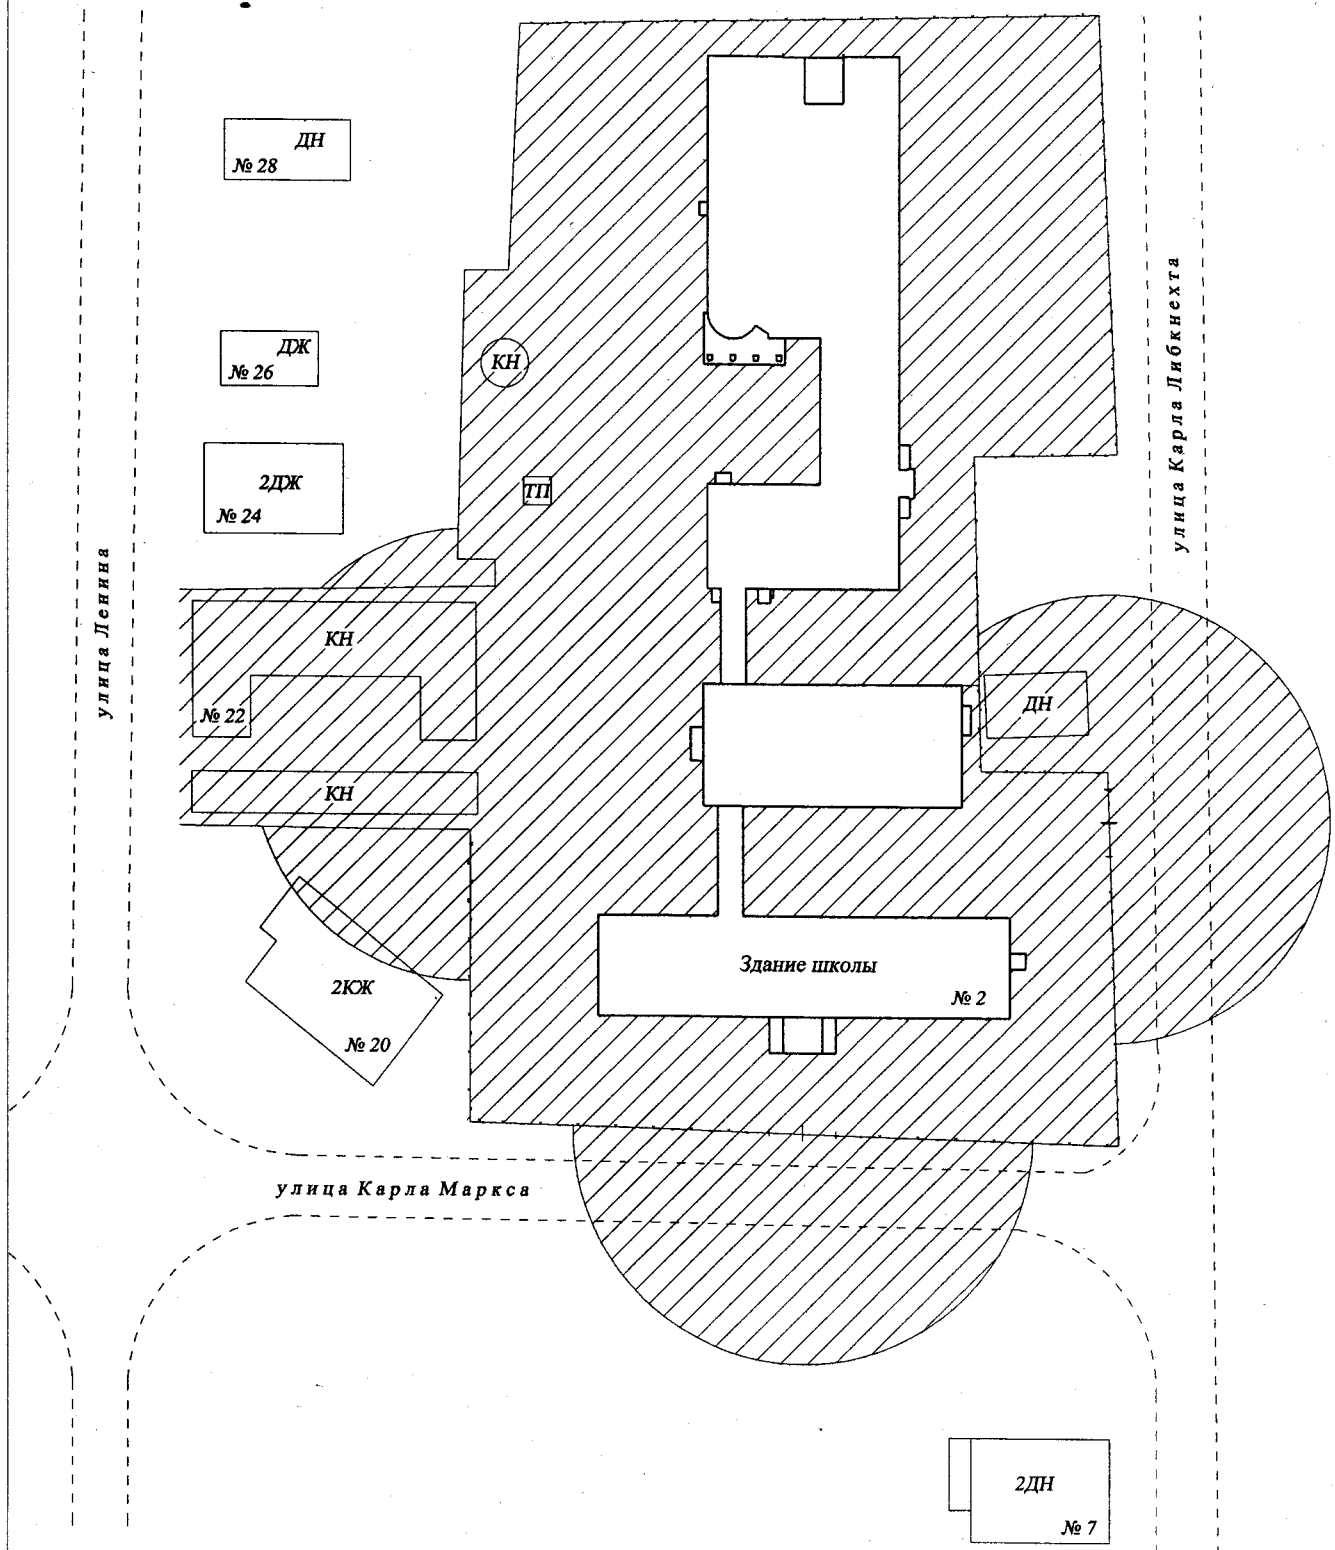 ДН
№ 28
улица Карла Либкнехта
ДЖ
№ 26
КН
2ДЖ
№ 24
ТП
улица Ленина
КН
№ 22
ДН
КН
Здание школы
№ 2
2КЖ
№ 20
улица Карла Маркса
2ДН
№ 7